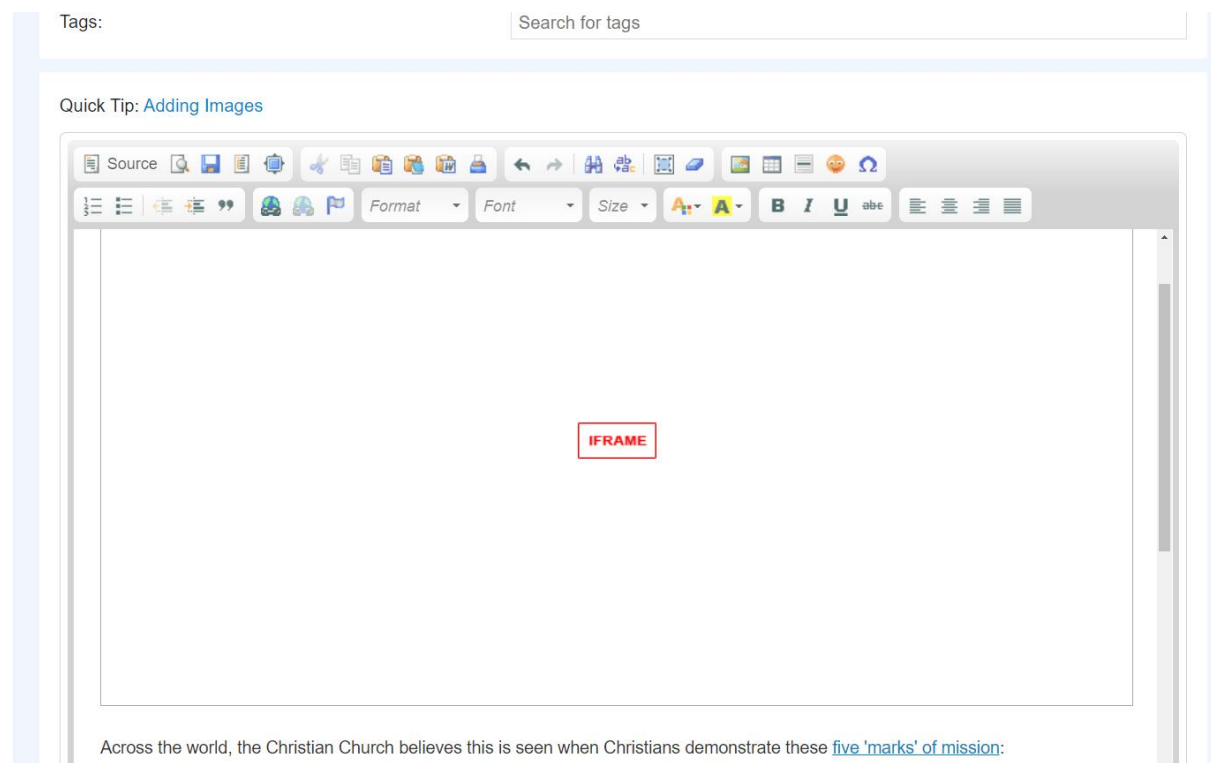 Tags:
Search for tags
Quick Tip: Adding Images
Source
Format Font Size A A B I U abc
IFRAME
Across the world, the Christian Church believes this is seen when Christians demonstrate these five 'marks' of mission: